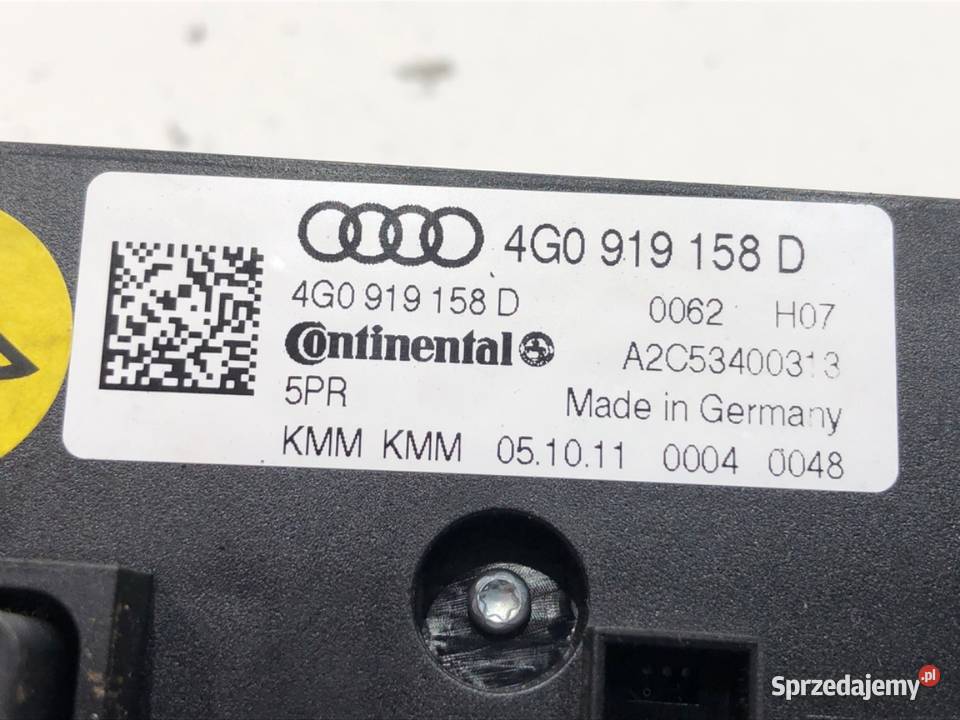 4G0 919 158 D
4G0 919 158 D 0062 H07
Continental A2C53400313
5PR Made in Germany
KMM KMM 05.10.11 0004 0048
Sprzedajemy.pl